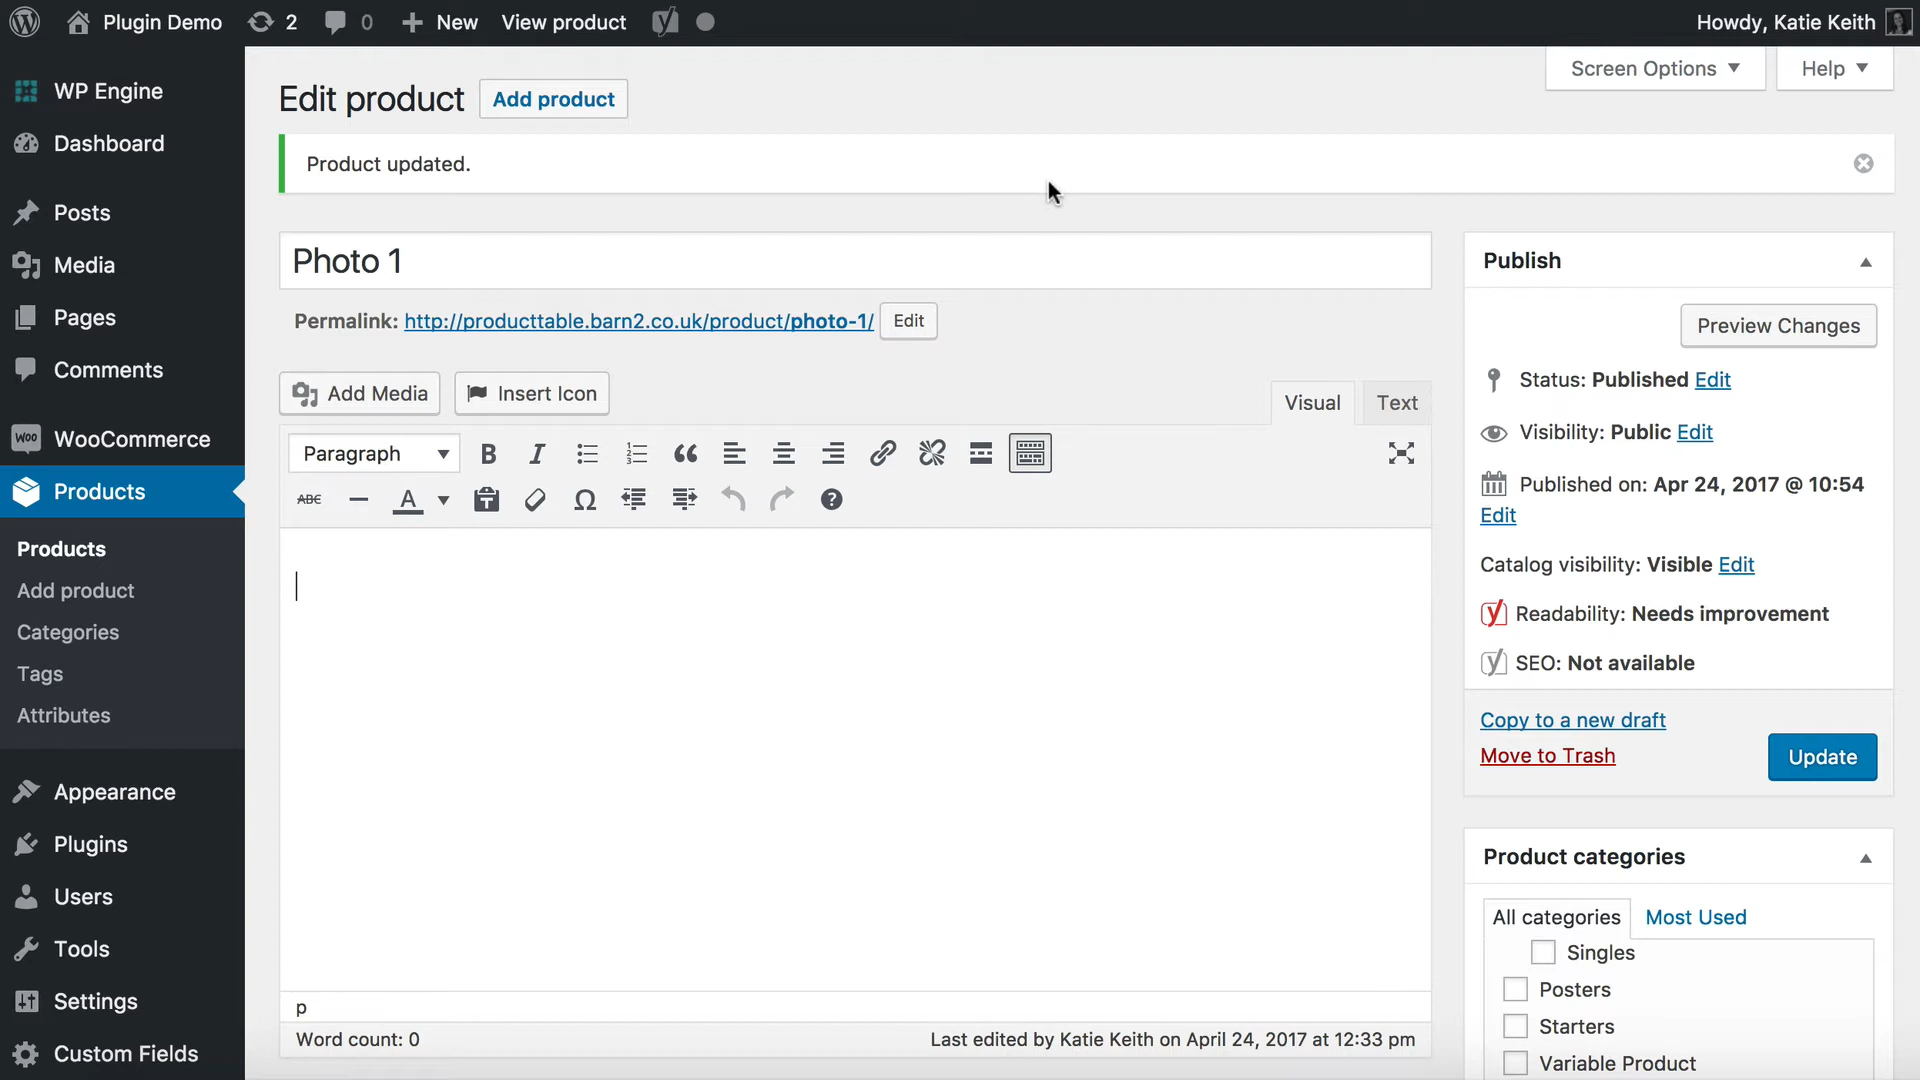 Plugin Demo 2 0 New View product Howdy, Katie Keith
WP Engine
Dashboard
Posts
Media
Pages
Comments
WOO WooCommerce
Products
Products
Add product
Categories
Tags
Attributes
Appearance
Plugins
Users
Tools
Settings
Custom Fields
Screen Options Help
Edit product Add product
Product updated.
Photo 1
Permalink: http://producttable.barn2.co.uk/product/photo-1/ Edit
Add Media Insert Icon Visual Text
Paragraph B I
ABC A Ω
p
Word count: 0 Last edited by Katie Keith on April 24, 2017 at 12:33 pm
Publish
Preview Changes
Status: Published Edit
Visibility: Public Edit
Published on: Apr 24, 2017 @ 10:54
Edit
Catalog visibility: Visible Edit
Readability: Needs improvement
SEO: Not available
Copy to a new draft
Move to Trash Update
Product categories
All categories Most Used
Singles
Posters
Starters
Variable Product